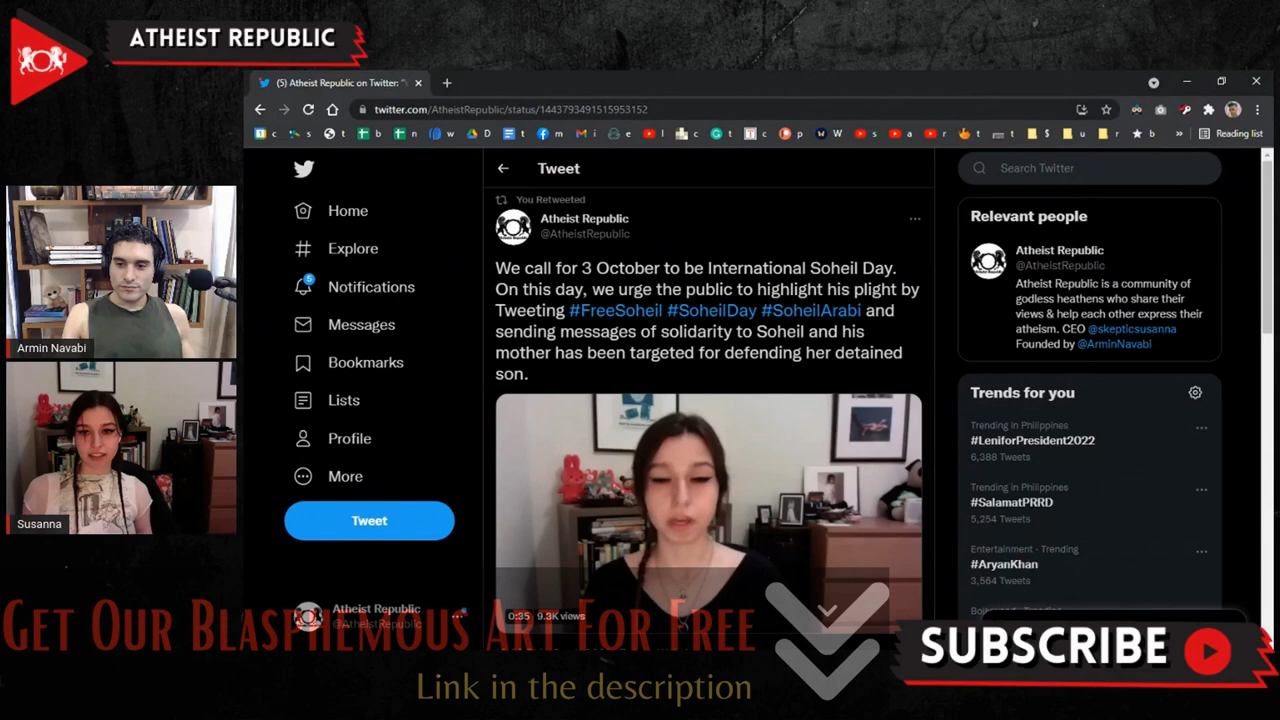 ATHEIST REPUBLIC
(5) Atheist Republic on Twitter: "
twitter.com/AtheistRepublic/status/1443793491515953152
Reading list
Armin Navabi
Susanna
Home
Explore
5
Notifications
Messages
Bookmarks
Lists
Profile
More
Tweet
Atheist Republic
@AtheistRepublic
Tweet
You Retweeted
Atheist Republic
@AtheistRepublic
We call for 3 October to be International Soheil Day.
On this day, we urge the public to highlight his plight by
Tweeting #FreeSoheil #SoheilDay #SoheilArabi and
sending messages of solidarity to Soheil and his
mother has been targeted for defending her detained
son.
0:35 9.3K views
Search Twitter
Relevant people
Atheist Republic
@AtheistRepublic
Atheist Republic is a community of
godless heathens who share their
views & help each other express their
atheism. CEO @skepticsusanna
Founded by @ArminNavabi
Trends for you
Trending in Philippines
#LeniforPresident2022
6,388 Tweets
Trending in Philippines
#SalamatPRRD
5,254 Tweets
Entertainment · Trending
#AryanKhan
3,564 Tweets
Get Our Blasphemous Art For Free
Link in the description
SUBSCRIBE